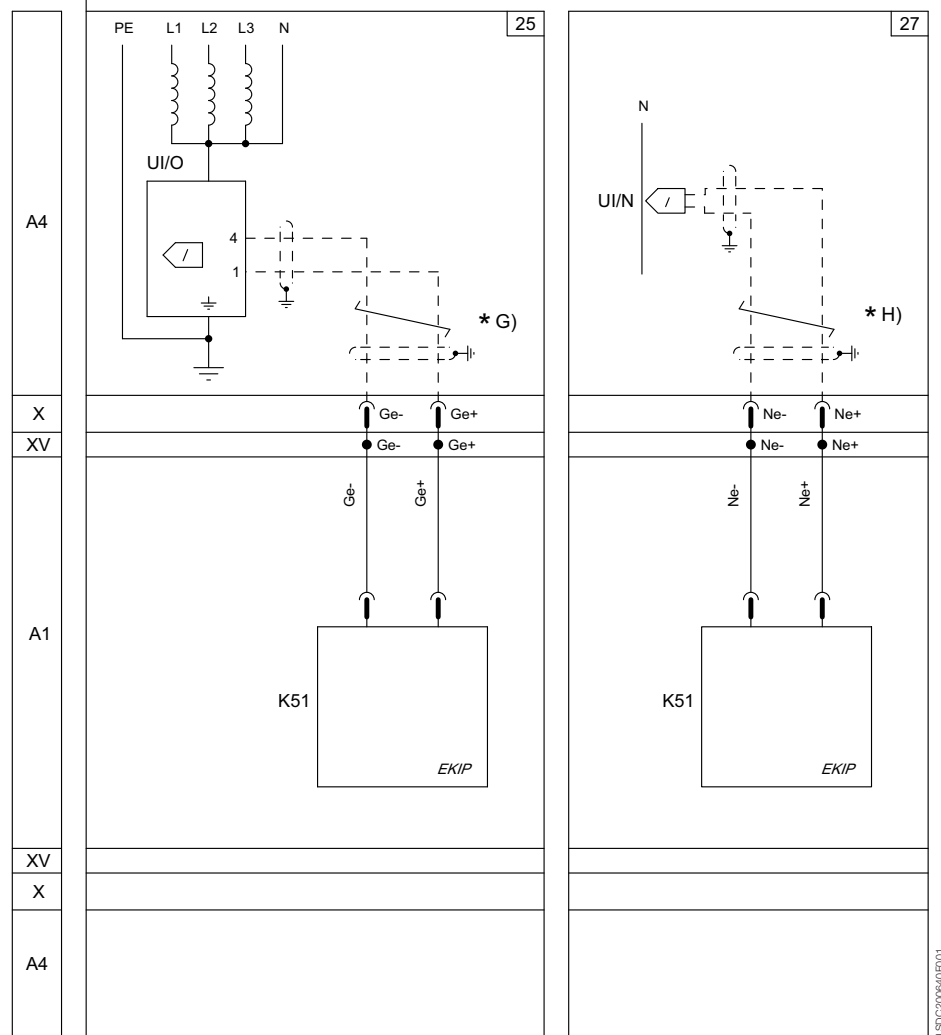 25
PE L1 L2 L3 N
UI/O
4
1
* G)
27
N
UI/N
* H)
A4
X
Ge- Ge+
Ne- Ne+
XV
Ge- Ge+
Ne- Ne+
Ge- Ge+
Ne- Ne+
A1
K51
EKIP
K51
EKIP
XV
X
A4
1SDC200640F001